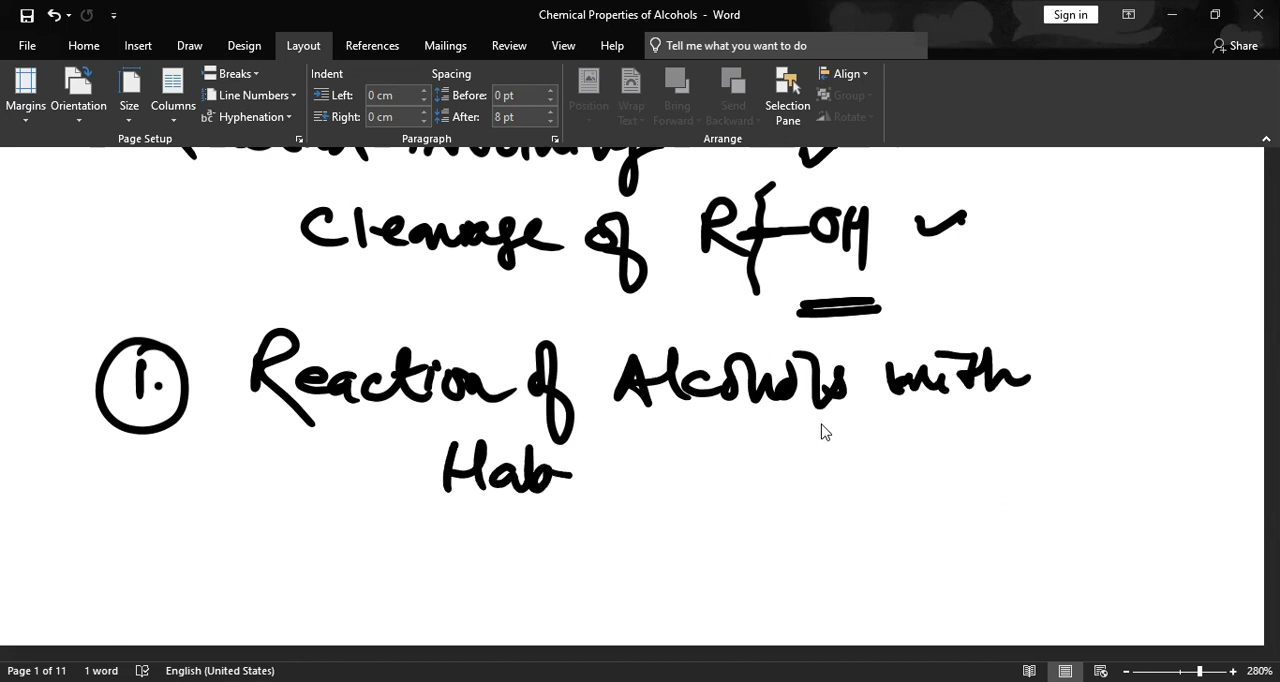 Chemical Properties of Alcohols - Word
Sign in
File Home Insert Draw Design Layout References Mailings Review View Help Tell me what you want to do Share
Margins Orientation Size Columns Breaks Line Numbers Hyphenation
Page Setup
Indent Spacing
Left: 0 cm Before: 0 pt
Right: 0 cm After: 8 pt
Paragraph
Position Wrap Text Bring Forward Send Backward Selection Pane Align Group Rotate
Arrange
involving
Cleavage of R-OH
1. Reaction of Alcohols with
Hab
Page 1 of 11 1 word English (United States) 280%